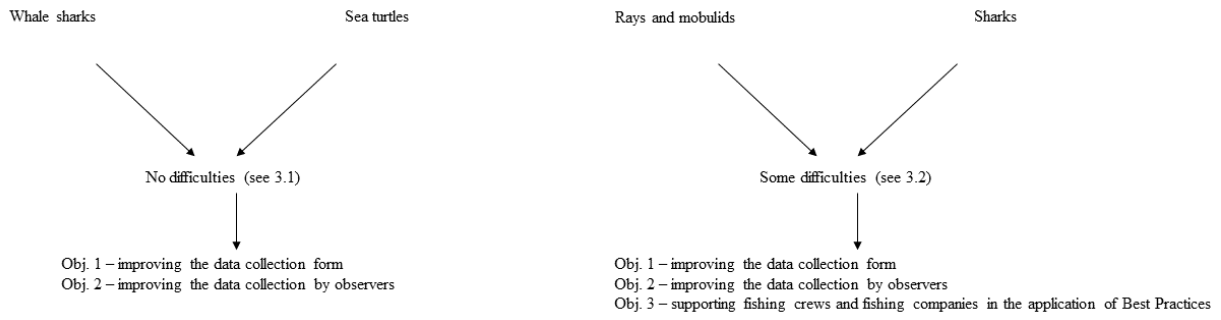 Whale sharks
Sea turtles
Rays and mobulids
Sharks
No difficulties (see 3.1)
Some difficulties (see 3.2)
Obj. 1 – improving the data collection form
Obj. 2 – improving the data collection by observers
Obj. 1 – improving the data collection form
Obj. 2 – improving the data collection by observers
Obj. 3 – supporting fishing crews and fishing companies in the application of Best Practices